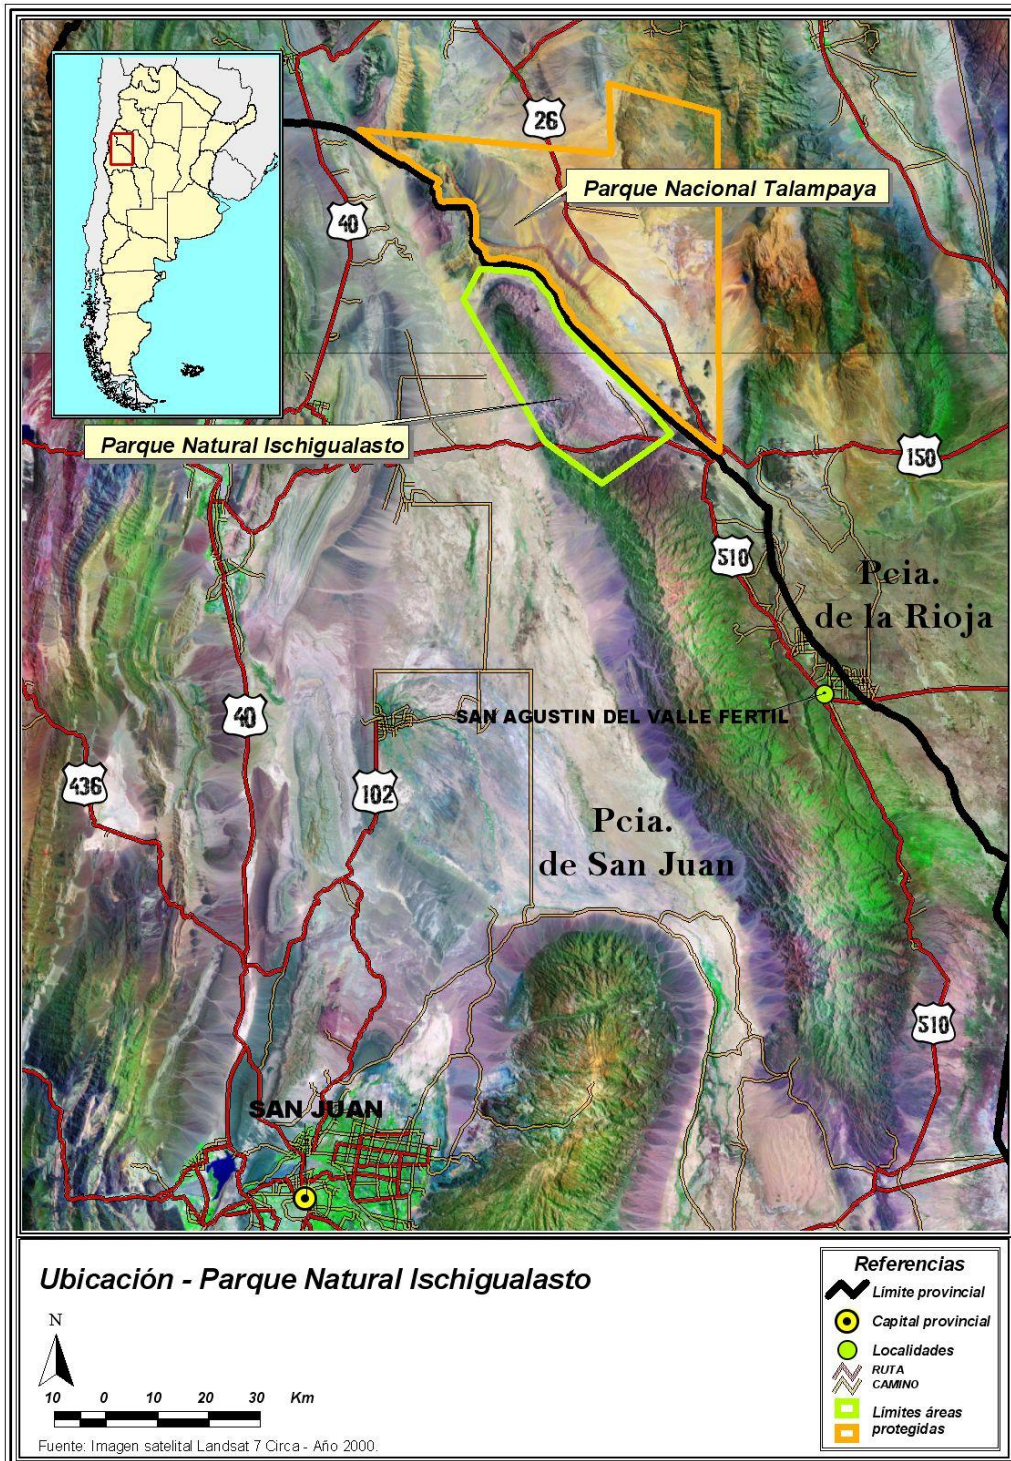 26
Parque Nacional Talampaya
40
Parque Natural Ischigualasto
150
510
Pcia.
de la Rioja
40
SAN AGUSTIN DEL VALLE FERTIL
436
102
Pcia.
de San Juan
510
SAN JUAN
Ubicación - Parque Natural Ischigualasto
N
10 0 10 20 30 Km
Fuente: Imagen satelital Landsat 7 Circa - Año 2000.
Referencias
Límite provincial
Capital provincial
Localidades
RUTA
CAMINO
Límites áreas
protegidas